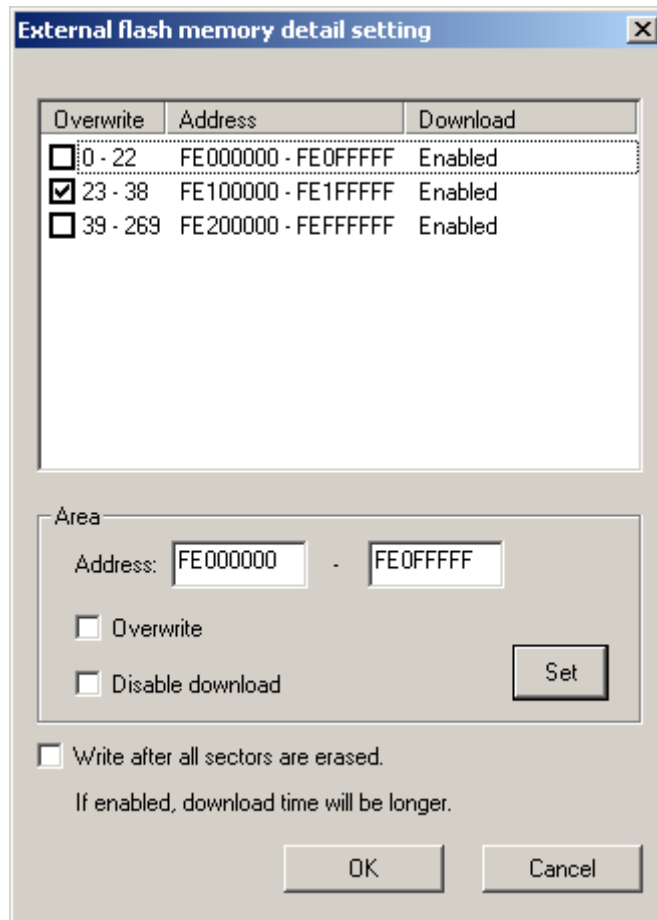 External flash memory detail setting
Overwrite Address Download
0 - 22 FE000000 - FE0FFFFF Enabled
23 - 38 FE100000 - FE1FFFFF Enabled
39 - 269 FE200000 - FEFFFFFF Enabled
Area
Address: FE000000 - FE0FFFFF
Overwrite
Disable download
Set
Write after all sectors are erased.
If enabled, download time will be longer.
OK Cancel